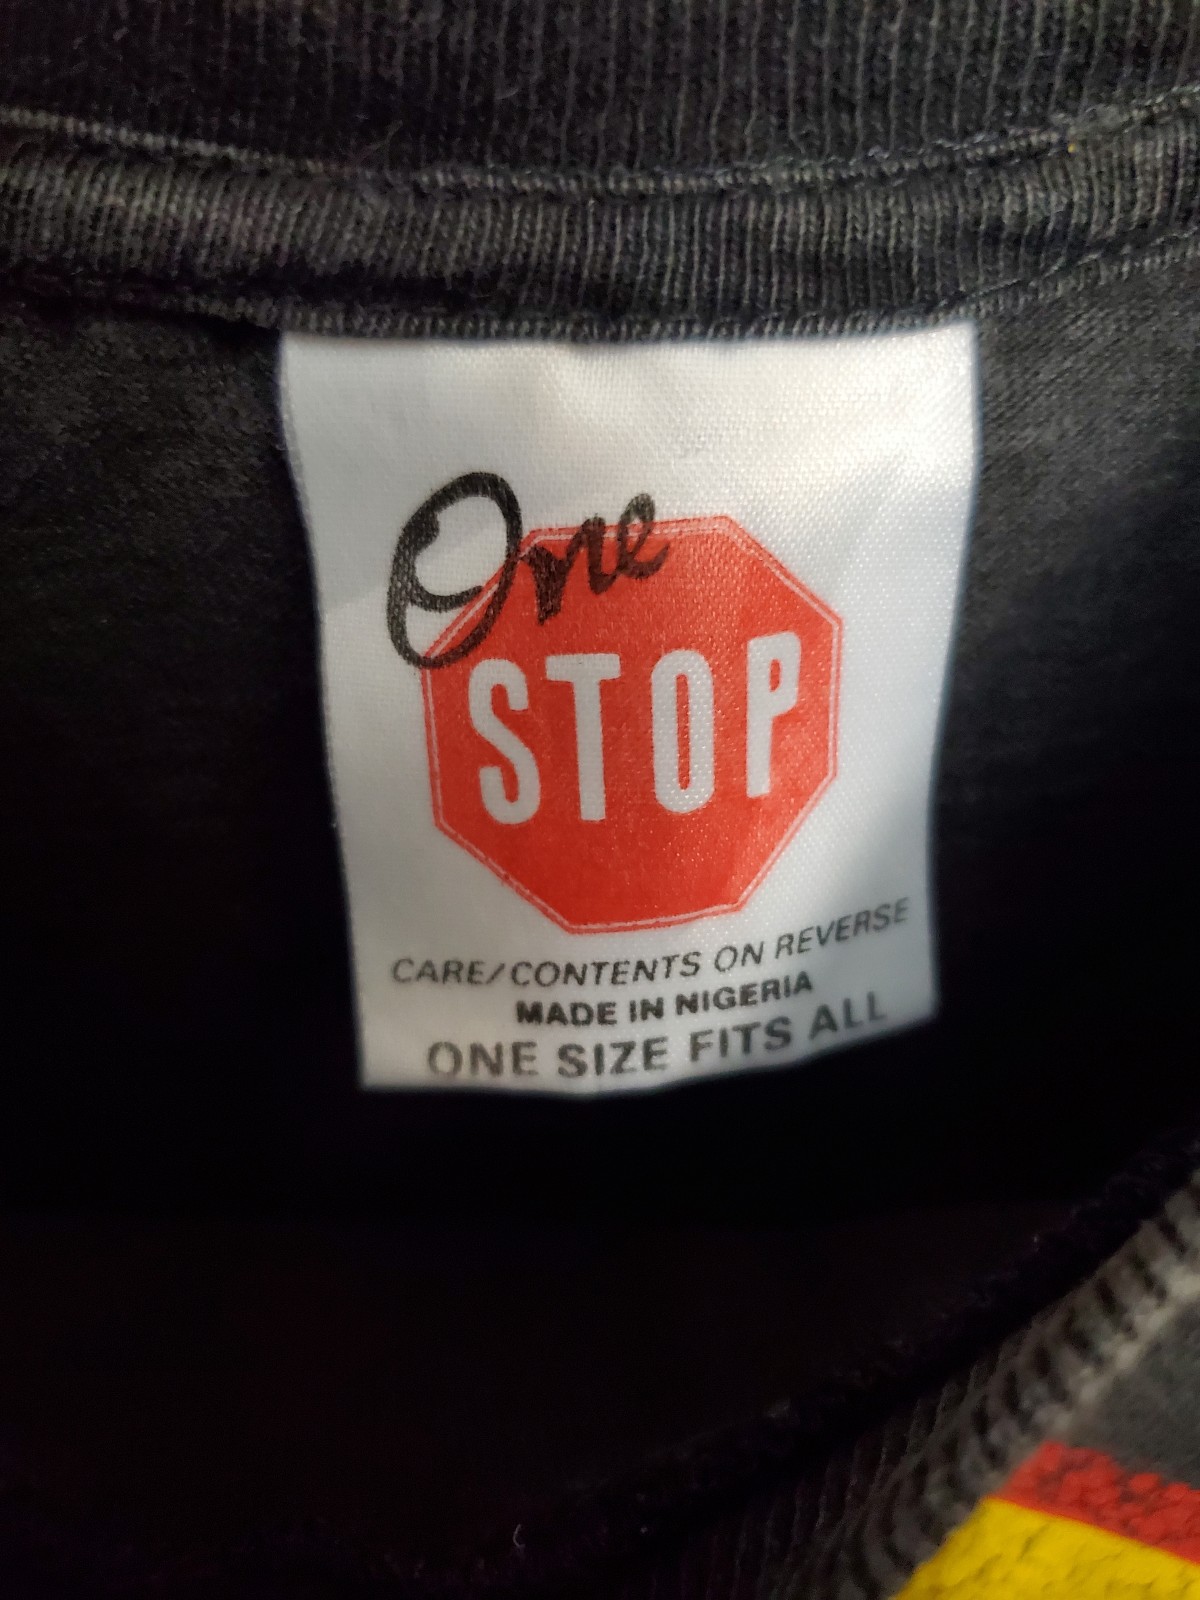 One
STOP
CARE/CONTENTS ON REVERSE
MADE IN NIGERIA
ONE SIZE FITS ALL